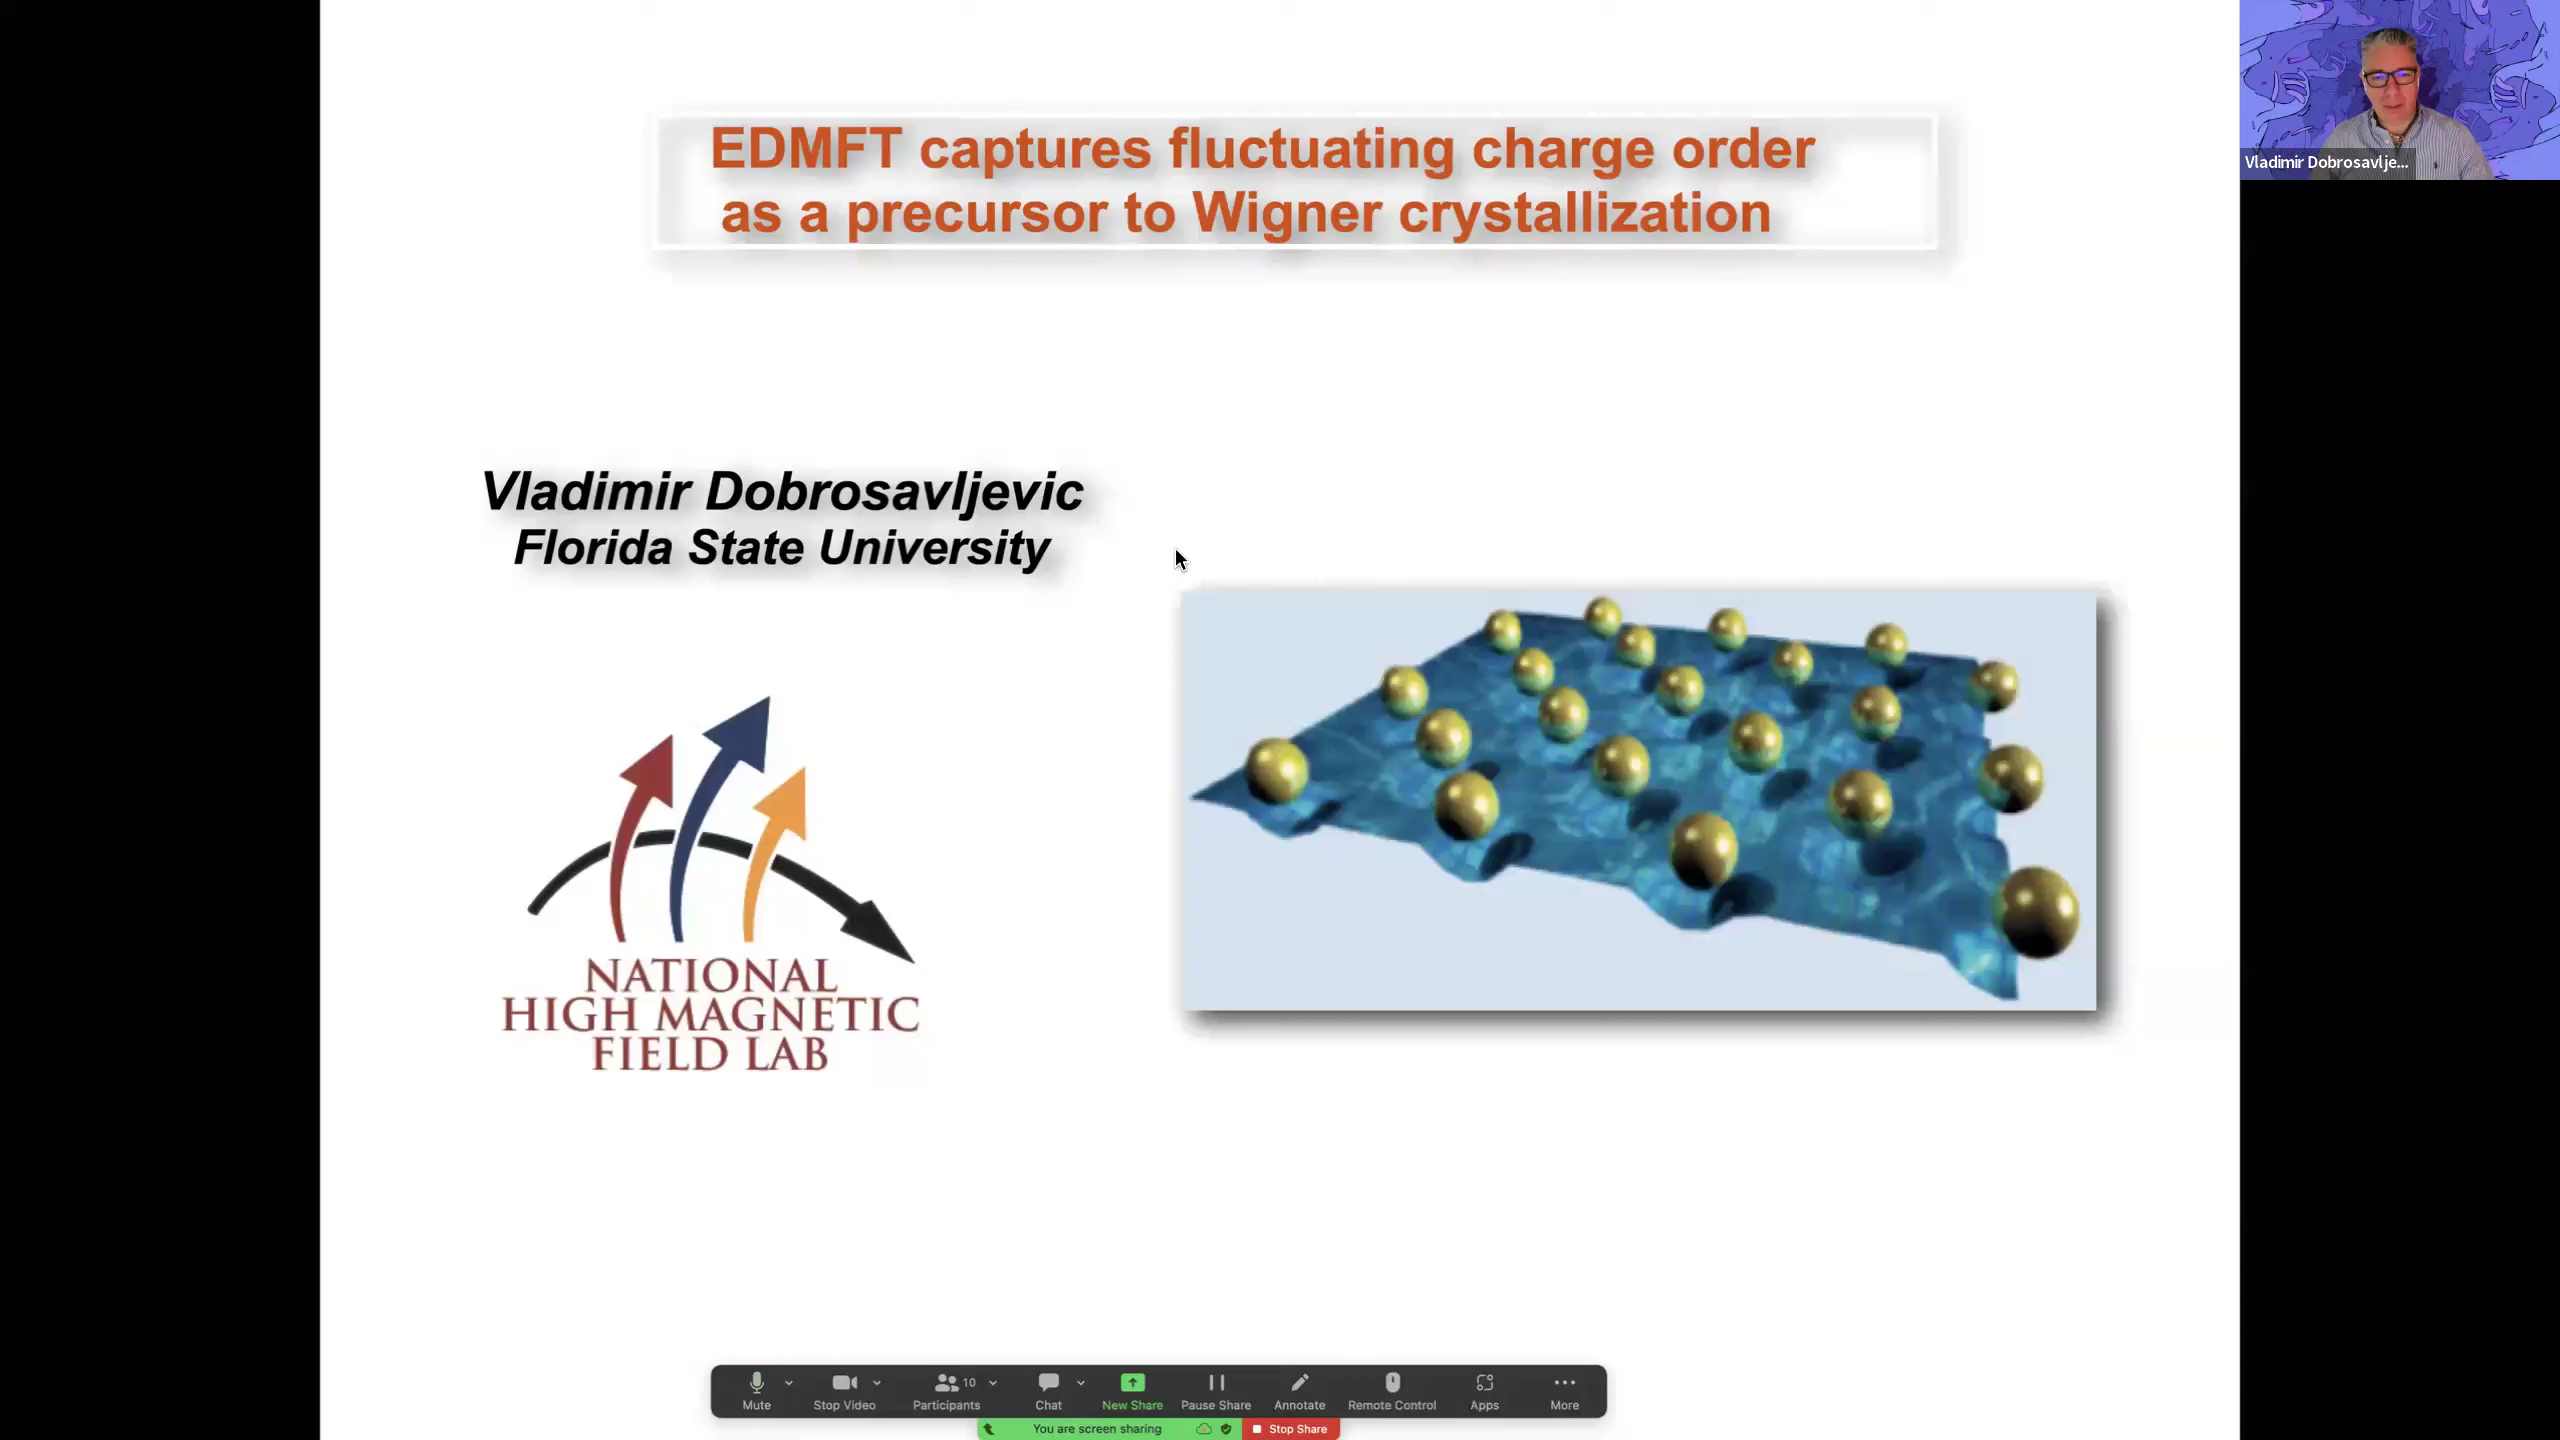 EDMFT captures fluctuating charge order
as a precursor to Wigner crystallization
Vladimir Dobrosavlje...
Vladimir Dobrosavljevic
Florida State University
NATIONAL
HIGH MAGNETIC
FIELD LAB
Mute
Stop Video
10
Participants
Chat
New Share
Pause Share
Annotate
Remote Control
Apps
More
You are screen sharing
Stop Share